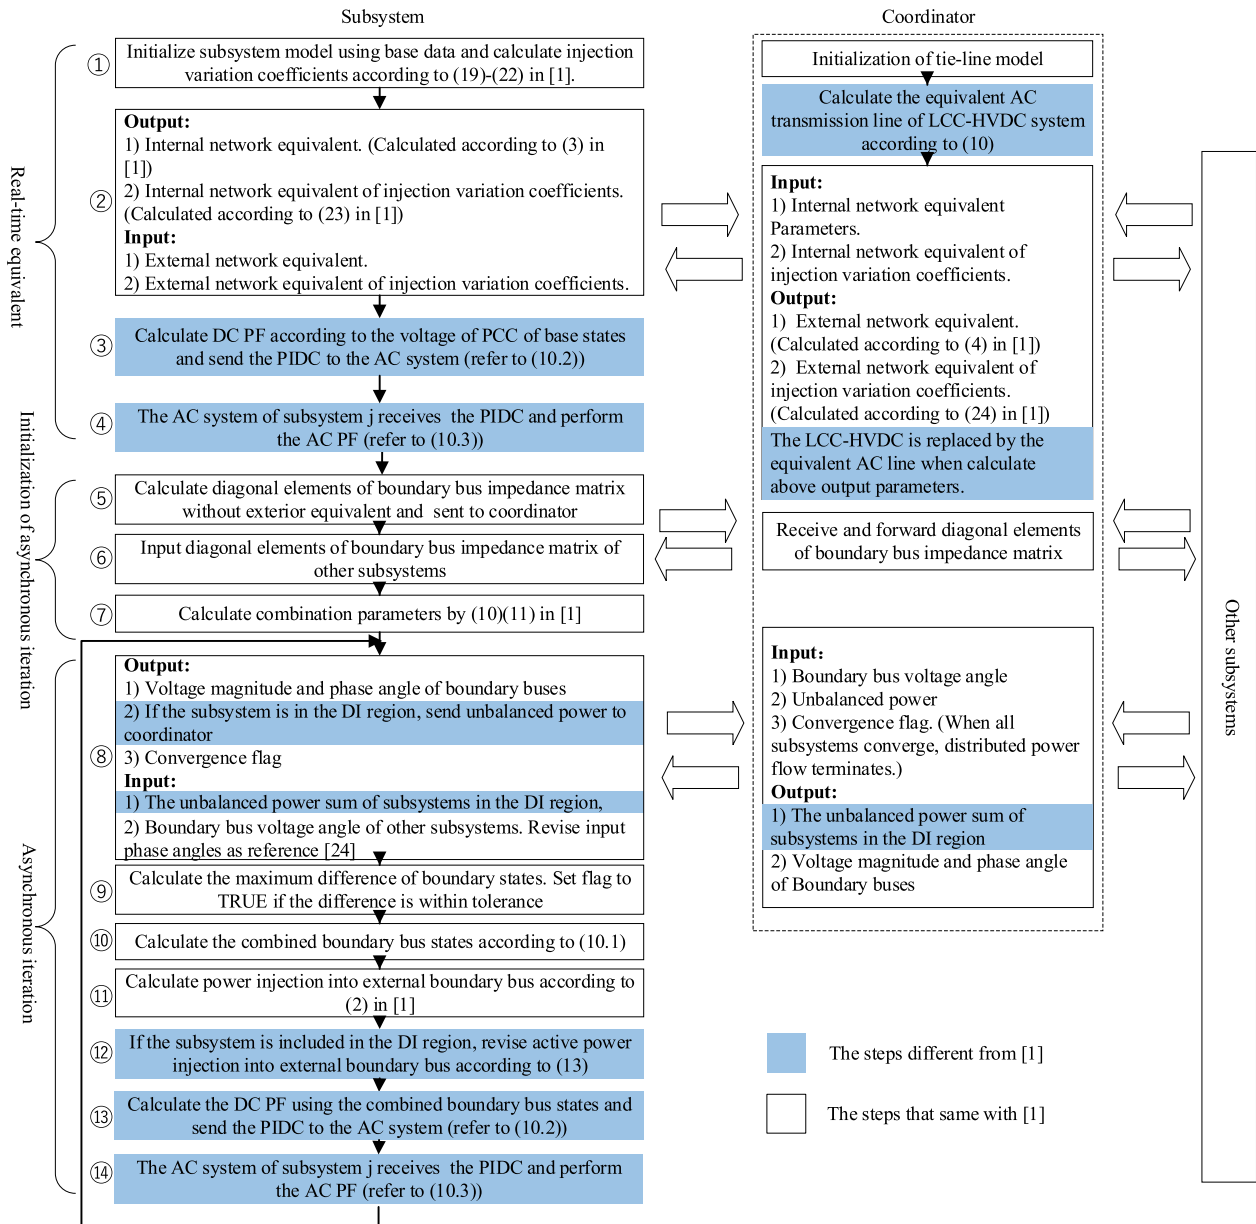 Subsystem
Real-time equivalent
Initialization of
asynchronous iteration
Asynchronous iteration
①
Initialize subsystem model using base data and calculate injection
variation coefficients according to (19)-(22) in [1].
②
Output:
1) Internal network equivalent. (Calculated according to (3) in
[1])
2) Internal network equivalent of injection variation coefficients.
(Calculated according to (23) in [1])
Input:
1) External network equivalent.
2) External network equivalent of injection variation coefficients.
③
Calculate DC PF according to the voltage of PCC of base states
and send the PIDC to the AC system (refer to (10.2))
④
The AC system of subsystem j receives the PIDC and perform
the AC PF (refer to (10.3))
⑤
Calculate diagonal elements of boundary bus impedance matrix
without exterior equivalent and sent to coordinator
⑥
Input diagonal elements of boundary bus impedance matrix of
other subsystems
⑦
Calculate combination parameters by (10)(11) in [1]
⑧
Output:
1) Voltage magnitude and phase angle of boundary buses
2) If the subsystem is in the DI region, send unbalanced power to
coordinator
3) Convergence flag
Input:
1) The unbalanced power sum of subsystems in the DI region,
2) Boundary bus voltage angle of other subsystems. Revise input
phase angles as reference [24]
⑨
Calculate the maximum difference of boundary states. Set flag to
TRUE if the difference is within tolerance
⑩
Calculate the combined boundary bus states according to (10.1)
⑪
Calculate power injection into external boundary bus according to
(2) in [1]
⑫
If the subsystem is included in the DI region, revise active power
injection into external boundary bus according to (13)
⑬
Calculate the DC PF using the combined boundary bus states and
send the PIDC to the AC system (refer to (10.2))
⑭
The AC system of subsystem j receives the PIDC and perform
the AC PF (refer to (10.3))
Coordinator
Initialization of tie-line model
Calculate the equivalent AC
transmission line of LCC-HVDC system
according to (10)
Input:
1) Internal network equivalent
Parameters.
2) Internal network equivalent of
injection variation coefficients.
Output:
1) External network equivalent.
(Calculated according to (4) in [1])
2) External network equivalent of
injection variation coefficients.
(Calculated according to (24) in [1])
The LCC-HVDC is replaced by the
equivalent AC line when calculate
above output parameters.
Receive and forward diagonal elements
of boundary bus impedance matrix
Input:
1) Boundary bus voltage angle
2) Unbalanced power
3) Convergence flag. (When all
subsystems converge, distributed power
flow terminates.)
Output:
1) The unbalanced power sum of
subsystems in the DI region
2) Voltage magnitude and phase angle
of Boundary buses
Other subsystems
The steps different from [1]
The steps that same with [1]